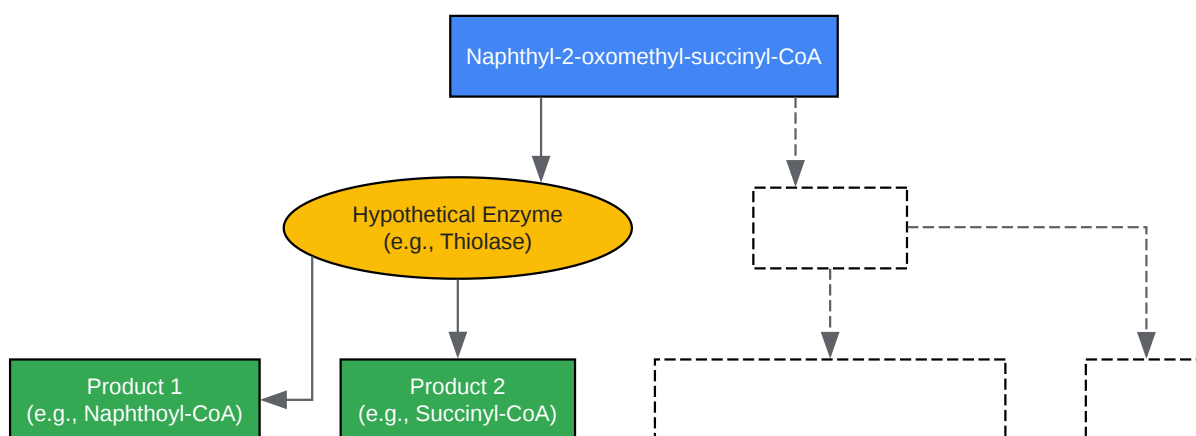 Naphthyl-2-oxomethyl-succinyl-CoA
Hypothetical Enzyme
(e.g., Thiolase)
Product 1
(e.g., Naphthoyl-CoA)
Product 2
(e.g., Succinyl-CoA)